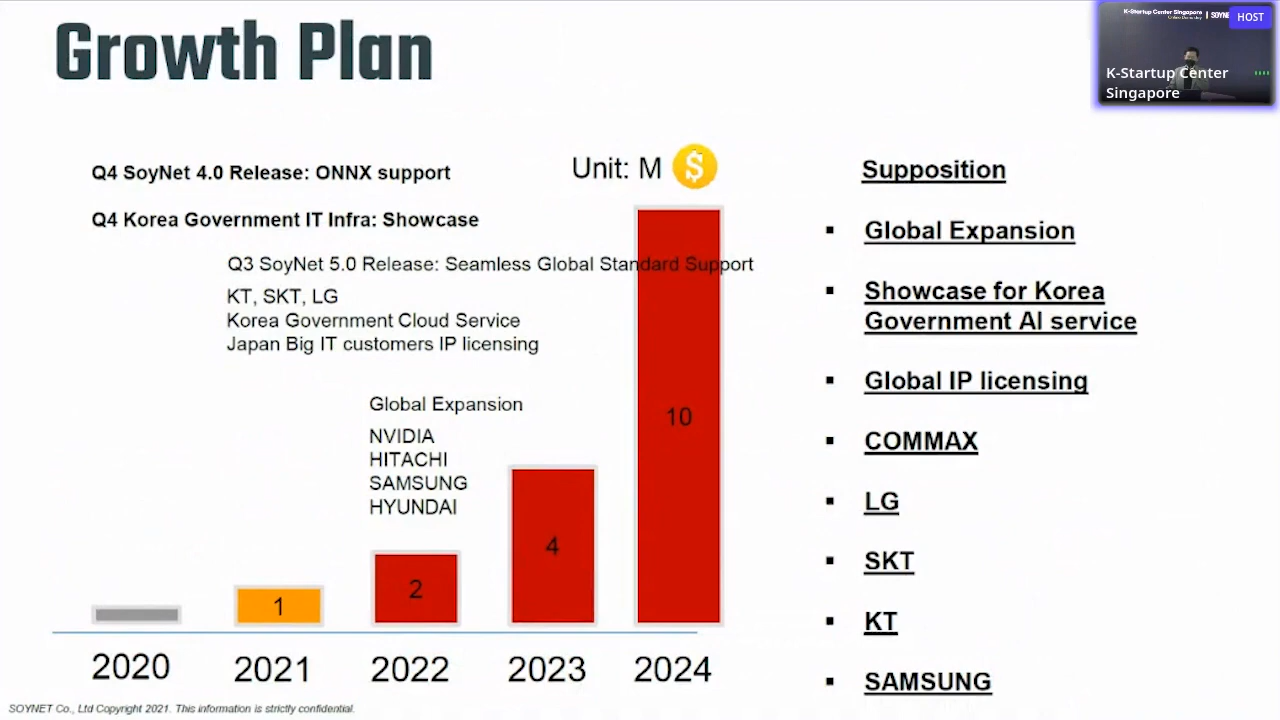 Growth Plan
K-Startup Center Singapore
SOYNE
HOST
K-Startup Center
Singapore
Q4 SoyNet 4.0 Release: ONNX support
Q4 Korea Government IT Infra: Showcase
Q3 SoyNet 5.0 Release: Seamless Global Standard Support
KT, SKT, LG
Korea Government Cloud Service
Japan Big IT customers IP licensing
Global Expansion
NVIDIA
HITACHI
SAMSUNG
HYUNDAI
Unit: M $
1
2
4
10
2020 2021 2022 2023 2024
Supposition
▪ Global Expansion
▪ Showcase for Korea
Government AI service
▪ Global IP licensing
▪ COMMAX
▪ LG
▪ SKT
▪ KT
▪ SAMSUNG
SOYNET Co., Ltd Copyright 2021. This information is strictly confidential.